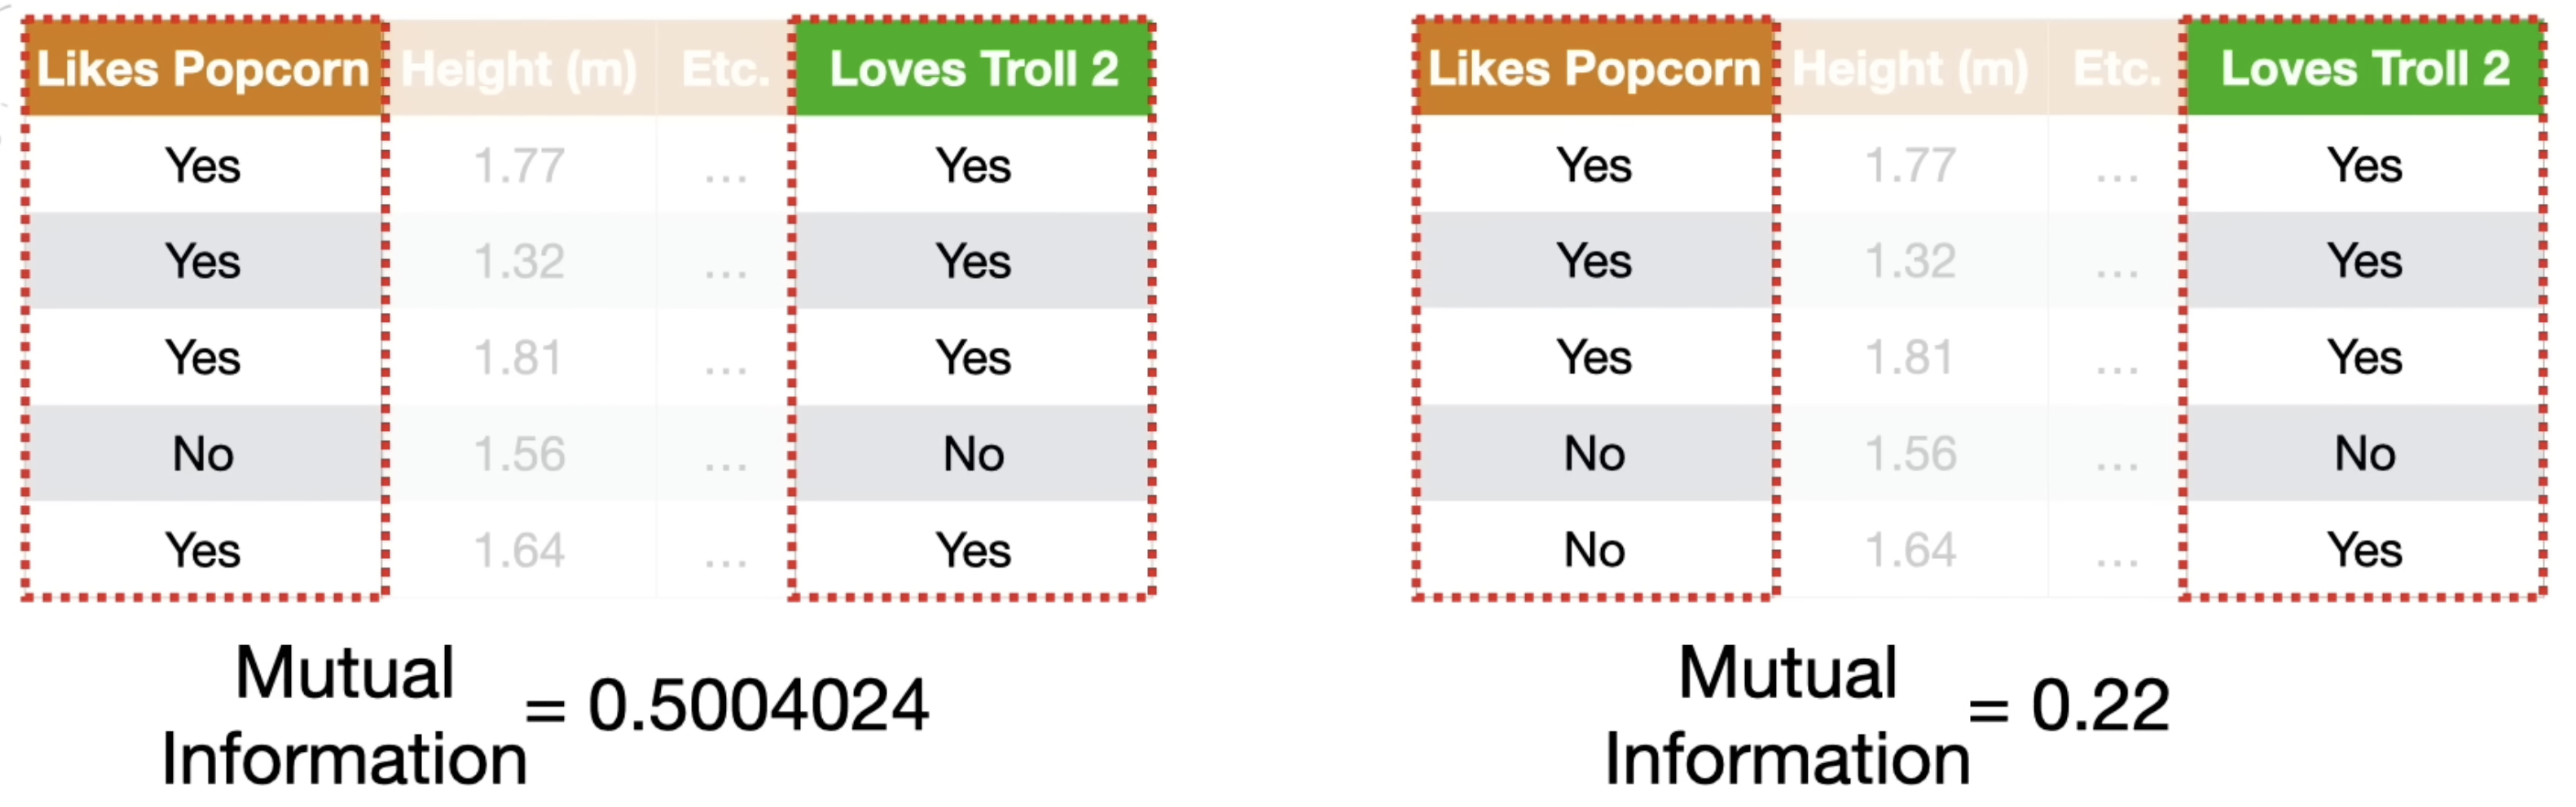 Likes Popcorn Height (m) Etc. Loves Troll 2
Yes 1.77 ... Yes
Yes 1.32 ... Yes
Yes 1.81 ... Yes
No 1.56 ... No
Yes 1.64 ... Yes
Mutual
Information = 0.5004024
Likes Popcorn Height (m) Etc. Loves Troll 2
Yes 1.77 ... Yes
Yes 1.32 ... Yes
Yes 1.81 ... Yes
No 1.56 ... No
No 1.64 ... Yes
Mutual
Information = 0.22